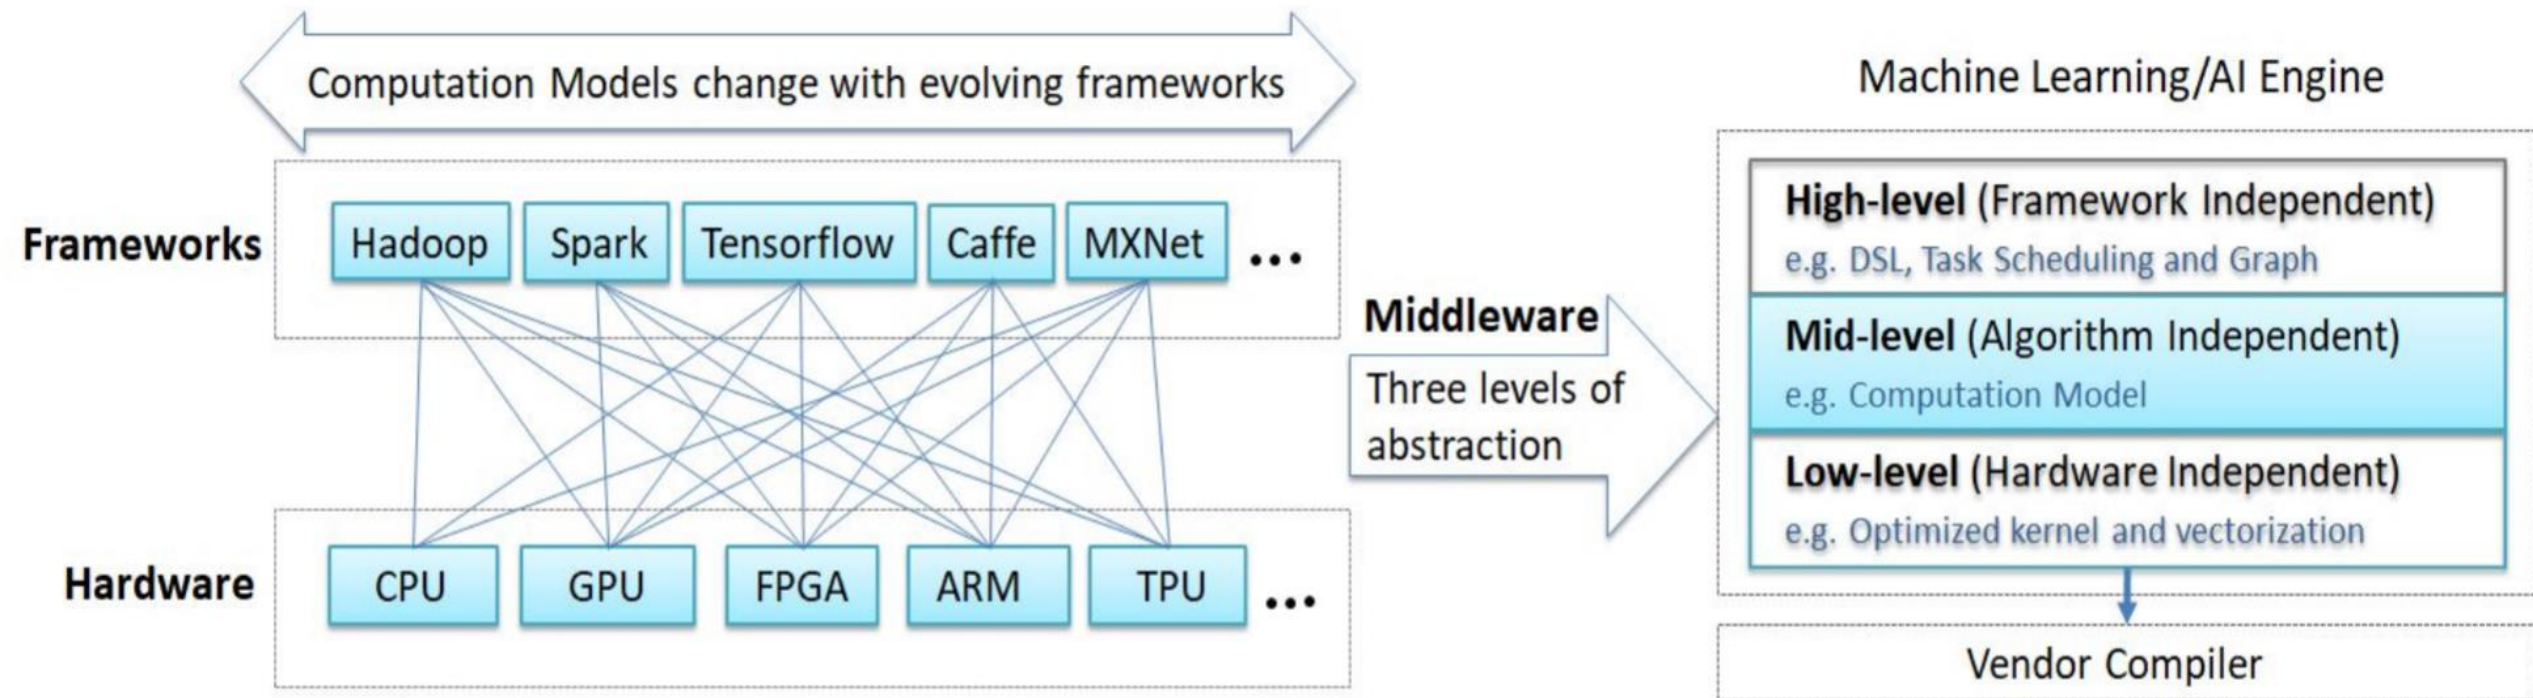 Computation Models change with evolving frameworks
Frameworks
Hadoop
Spark
Tensorflow
Caffe
MXNet
...
Hardware
CPU
GPU
FPGA
ARM
TPU
...
Middleware
Three levels of
abstraction
Machine Learning/AI Engine
High-level (Framework Independent)
e.g. DSL, Task Scheduling and Graph
Mid-level (Algorithm Independent)
e.g. Computation Model
Low-level (Hardware Independent)
e.g. Optimized kernel and vectorization
Vendor Compiler